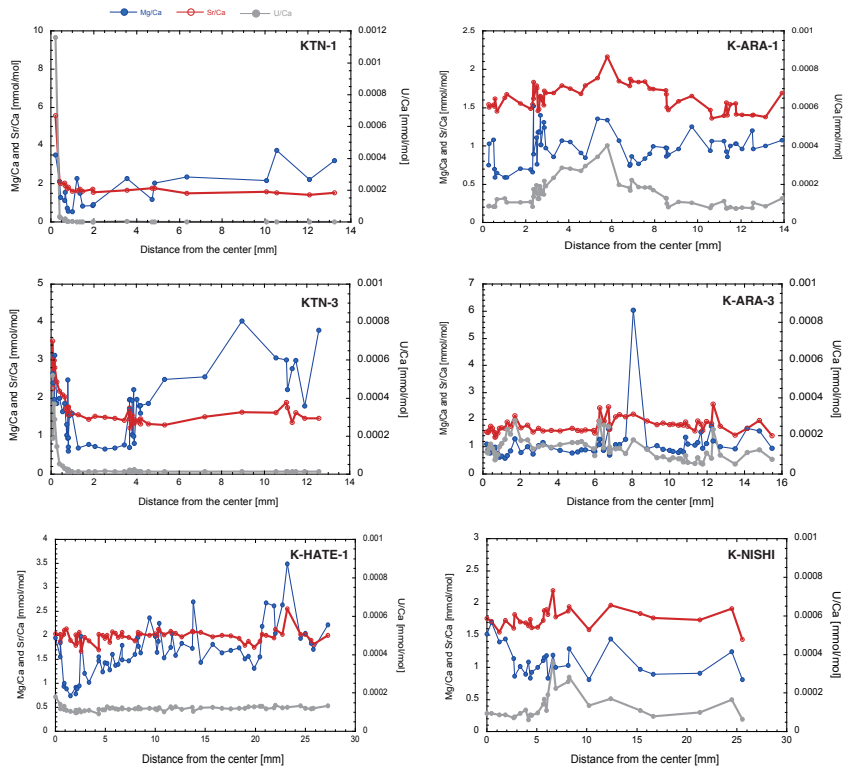 Mg/Ca Sr/Ca U/Ca
KTN-1
10
8
6
4
2
0
0.0012
0.001
0.0008
0.0006
0.0004
0.0002
0
0 2 4 6 8 10 12 14
Mg/Ca and Sr/Ca [mmol/mol]
U/Ca [mmol/mol]
Distance from the center [mm]
K-ARA-1
2.5
2
1.5
1
0.5
0
0.001
0.0008
0.0006
0.0004
0.0002
0
0 2 4 6 8 10 12 14
Mg/Ca and Sr/Ca [mmol/mol]
U/Ca [mmol/mol]
Distance from the center [mm]
KTN-3
5
4
3
2
1
0
0.001
0.0008
0.0006
0.0004
0.0002
0
0 2 4 6 8 10 12 14
Mg/Ca and Sr/Ca [mmol/mol]
U/Ca [mmol/mol]
Distance from the center [mm]
K-ARA-3
7
6
5
4
3
2
1
0
0.001
0.0008
0.0006
0.0004
0.0002
0
0 2 4 6 8 10 12 14 16
Mg/Ca and Sr/Ca [mmol/mol]
U/Ca [mmol/mol]
Distance from the center [mm]
K-HATE-1
4
3.5
3
2.5
2
1.5
1
0.5
0
0.001
0.0008
0.0006
0.0004
0.0002
0
0 5 10 15 20 25 30
Mg/Ca and Sr/Ca [mmol/mol]
U/Ca [mmol/mol]
Distance from the center [mm]
K-NISHI
3
2.5
2
1.5
1
0.5
0
0.001
0.0008
0.0006
0.0004
0.0002
0
0 5 10 15 20 25 30
Mg/Ca and Sr/Ca [mmol/mol]
U/Ca [mmol/mol]
Distance from the center [mm]